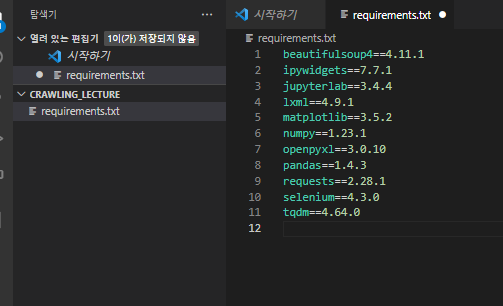 탐색기
열려 있는 편집기 1이(가) 저장되지 않음
시작하기
requirements.txt
CRAWLING_LECTURE
requirements.txt
시작하기 requirements.txt
requirements.txt
1 beautifulsoup4==4.11.1
2 ipywidgets==7.7.1
3 jupyterlab==3.4.4
4 lxml==4.9.1
5 matplotlib==3.5.2
6 numpy==1.23.1
7 openpyxl==3.0.10
8 pandas==1.4.3
9 requests==2.28.1
10 selenium==4.3.0
11 tqdm==4.64.0
12